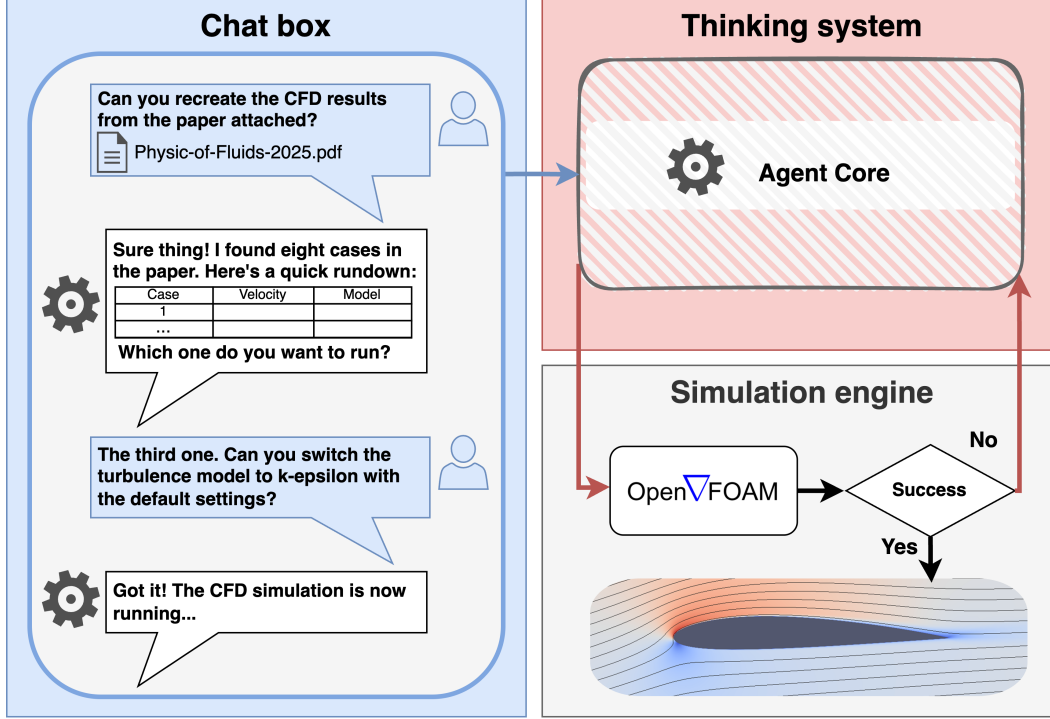 Chat box
Can you recreate the CFD results
from the paper attached?
Physic-of-Fluids-2025.pdf
Sure thing! I found eight cases in
the paper. Here's a quick rundown:
Case Velocity Model
1
...
Which one do you want to run?
The third one. Can you switch the
turbulence model to k-epsilon with
the default settings?
Got it! The CFD simulation is now
running...
Thinking system
Agent Core
Simulation engine
Open∇FOAM
Success
No
Yes